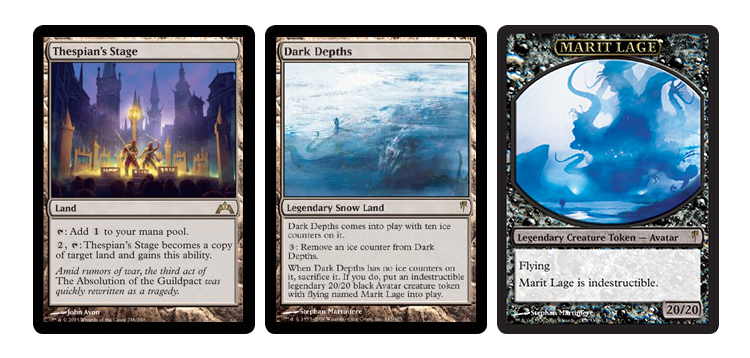 Thespian's Stage
Land
: Add 1 to your mana pool.
2, : Thespian's Stage becomes a copy
of target land and gains this ability.
Amid rumors of war, the third act of
The Absolution of the Guildpact was
quickly rewritten as a tragedy.
John Avon
Dark Depths
Legendary Snow Land
Dark Depths comes into play with ten ice
counters on it.
3: Remove an ice counter from Dark
Depths.
When Dark Depths has no ice counters on
it, sacrifice it. If you do, put an indestructible
legendary 20/20 black Avatar creature token
with flying named Marit Lage into play.
Stephan Martiniere
MARIT LAGE
Legendary Creature Token — Avatar
Flying
Marit Lage is indestructible.
Stephan Martiniere
20/20